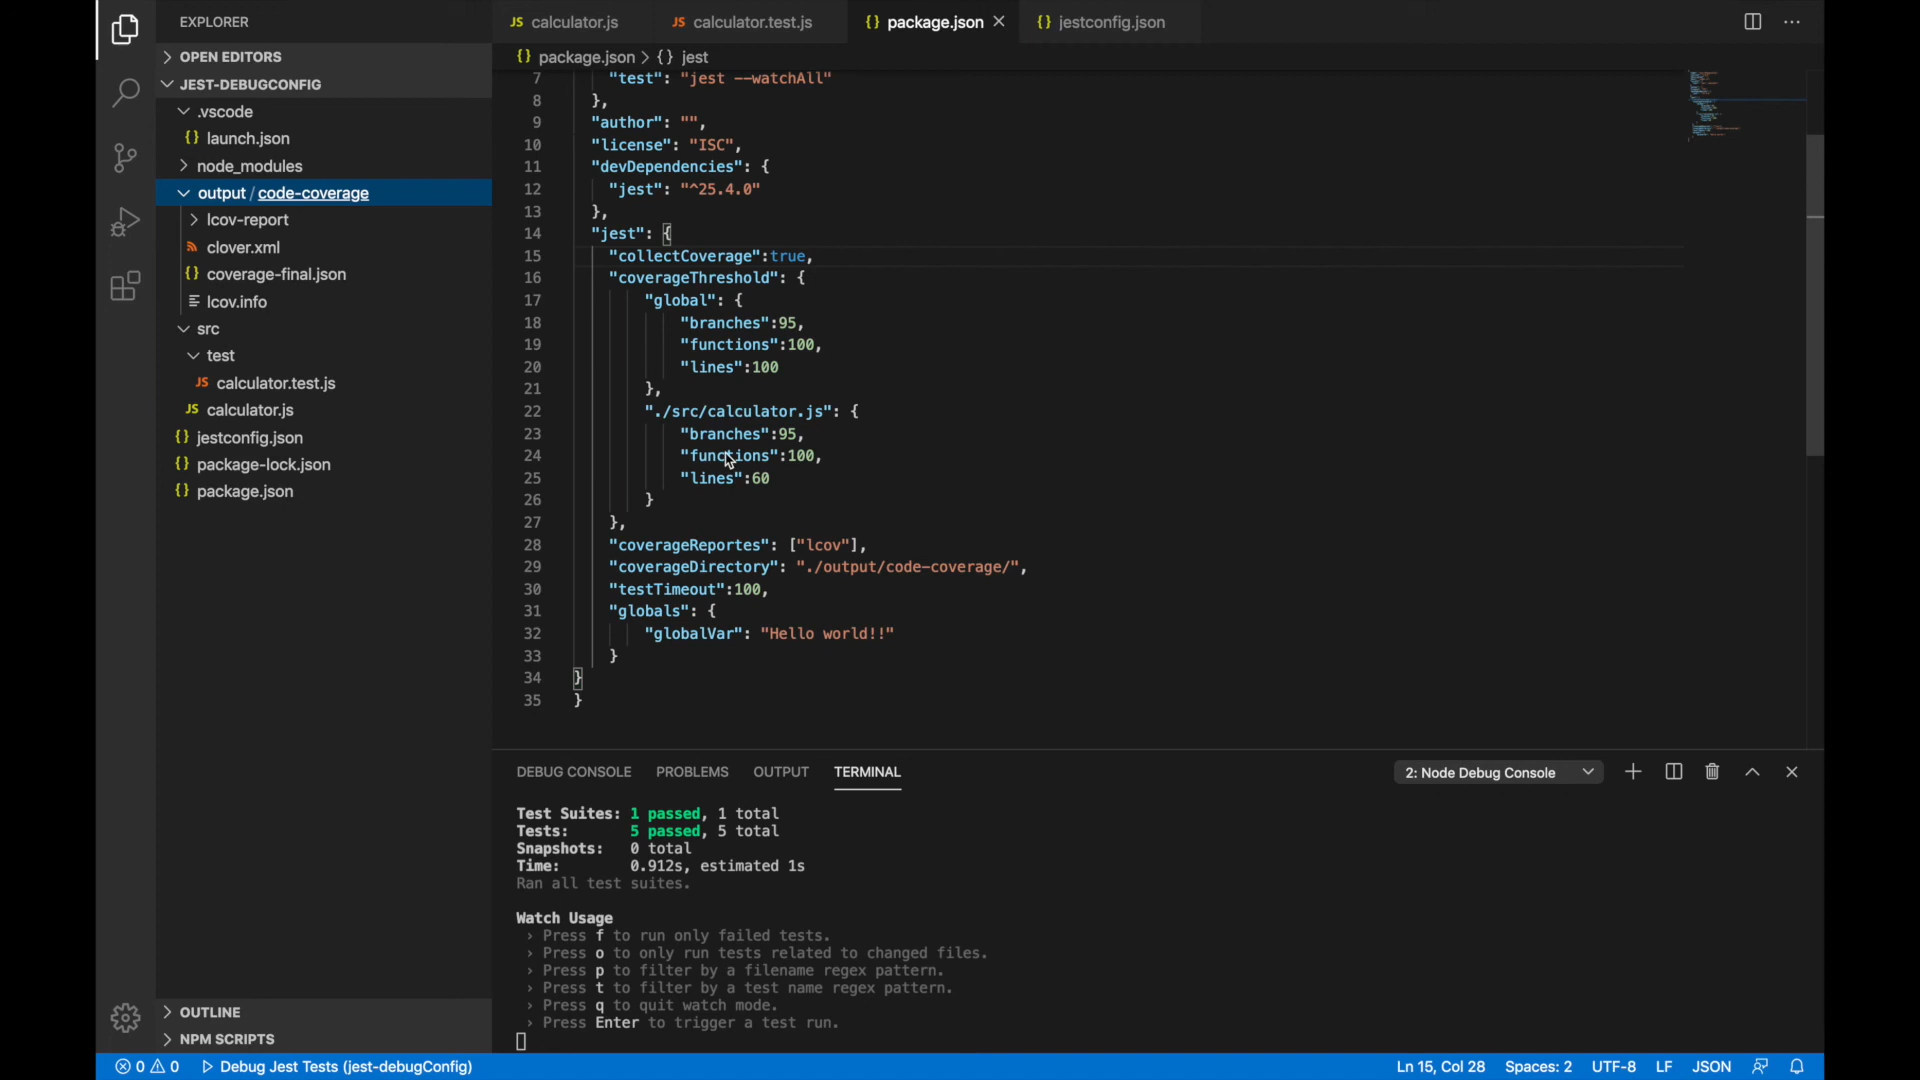 EXPLORER
OPEN EDITORS
JEST-DEBUGCONFIG
.vscode
{} launch.json
node_modules
output / code-coverage
lcov-report
clover.xml
{} coverage-final.json
lcov.info
src
test
JS calculator.test.js
JS calculator.js
{} jestconfig.json
{} package-lock.json
{} package.json
OUTLINE
NPM SCRIPTS
JS calculator.js
JS calculator.test.js
{} package.json
{} jestconfig.json
{} package.json > {} jest
7 "test": "jest --watchAll"
8 },
9 "author": "",
10 "license": "ISC",
11 "devDependencies": {
12 "jest": "^25.4.0"
13 },
14 "jest": {
15 "collectCoverage":true,
16 "coverageThreshold": {
17 "global": {
18 "branches":95,
19 "functions":100,
20 "lines":100
21 },
22 "./src/calculator.js": {
23 "branches":95,
24 "functions":100,
25 "lines":60
26 }
27 },
28 "coverageReportes": ["lcov"],
29 "coverageDirectory": "./output/code-coverage/",
30 "testTimeout":100,
31 "globals": {
32 "globalVar": "Hello world!!"
33 }
34 }
35 }
DEBUG CONSOLE PROBLEMS OUTPUT TERMINAL
2: Node Debug Console
Test Suites: 1 passed, 1 total
Tests: 5 passed, 5 total
Snapshots: 0 total
Time: 0.912s, estimated 1s
Ran all test suites.
Watch Usage
› Press f to run only failed tests.
› Press o to only run tests related to changed files.
› Press p to filter by a filename regex pattern.
› Press t to filter by a test name regex pattern.
› Press q to quit watch mode.
› Press Enter to trigger a test run.
0 0 Debug Jest Tests (jest-debugConfig)
Ln 15, Col 28 Spaces: 2 UTF-8 LF JSON